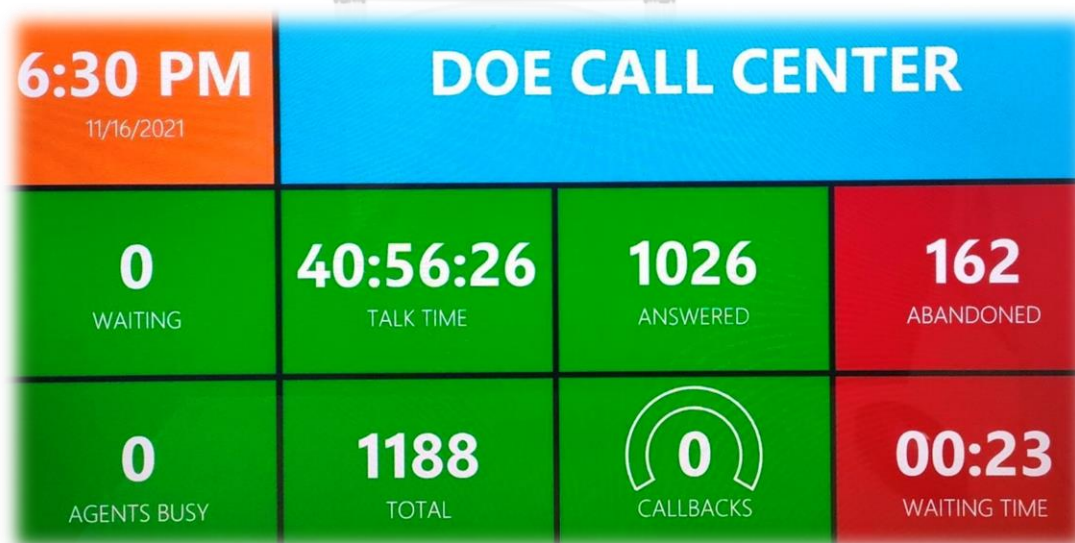 6:30 PM
11/16/2021
DOE CALL CENTER
0
WAITING
40:56:26
TALK TIME
1026
ANSWERED
162
ABANDONED
0
AGENTS BUSY
1188
TOTAL
0
CALLBACKS
00:23
WAITING TIME